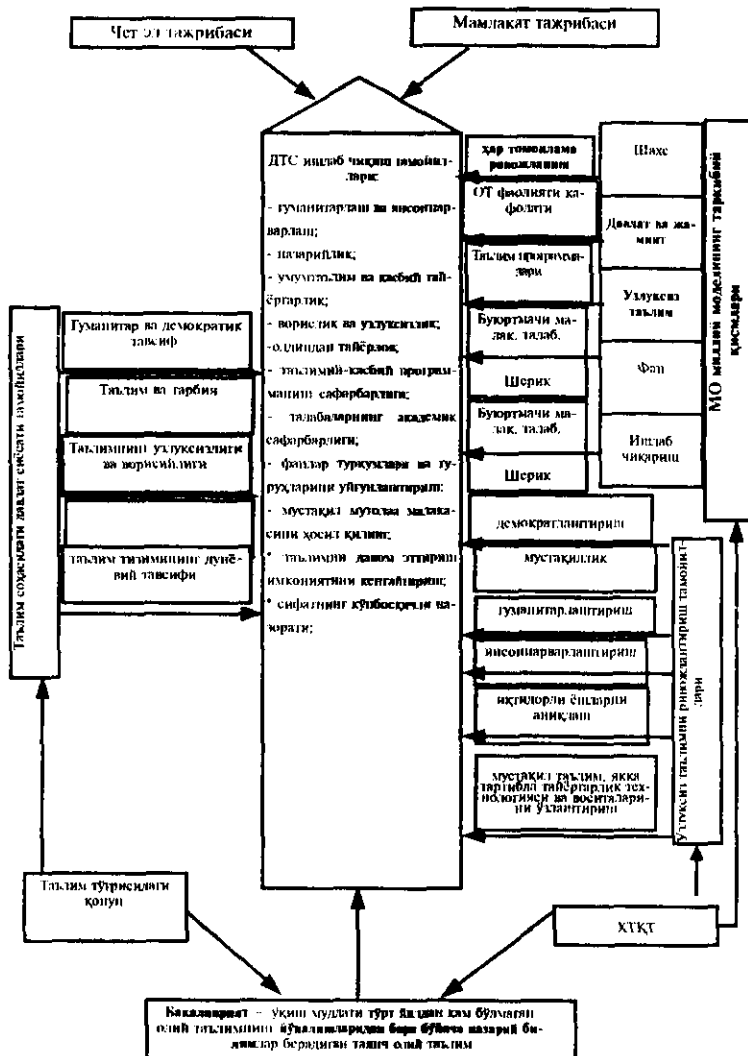 Чет эл тажрибаси
Мамлакат тажрибаси
ДТС ишлаб чиқиш тамойил-
лари:
- гуманитарлаш ва инсонпар-
варлаш;
- назарийлик;
- умумтаълим ва касбий тай-
ёргарлик;
- ворислик ва узлуксизлик;
-олдиндан тайёрлов;
- таълимий-касбий програм-
манинг сафарбарлиги;
- талабаларнинг академик
сафарбарлиги;
- фанлар туркумлари ва гу-
руҳларини уйғунлаштириш;
- мустақил мутолаа малака-
сини ҳосил қилинг;
* таълимни давом эттириш
имкониятини кенгайтириш;
* сифатнинг кўпбосқичли на-
зорати;
Таълим соҳасидаги давлат сиёсати тамойиллари
Гуманитар ва демократик
тавсиф
Таълим ва тарбия
Таълимнинг узлуксизлиги
ва ворисийлиги
таълим тизимининг дунё-
вий тавсифи
ҳар томонлама
ривожланиши
ОТ фаолияти ка-
фолати
Таълим программа-
лари
Буюртмачи ма-
лак. талаб.
Шерик
Буюртмачи ма-
лак. талаб.
Шерик
Шахс
Давлат ва жа-
мият
Узлуксиз
таълим
Фан
Ишлаб
чиқариш
МО миллий моделининг таркибий
қисмлари
демократлаштириш
мустақиллик
гуманитарлаштириш
инсонпарварлаштириш
иқтидорли ёшларни
аниқлаш
мустақил таълим, якка
тартибда тайёргарлик тех-
нологияси ва воситалари-
ни ўзлаштириш
Узлуксиз таълимни ривожлантириш тамойил-
лари
Таълим тўғрисидаги
қонун
ХТҚТ
Бакалавриат – ўқиш муддати тўрт йилдан кам бўлмаган
олий таълимнинг йўналишларидан бири бўйича назарий би-
лимлар берадиган таянч олий таълим